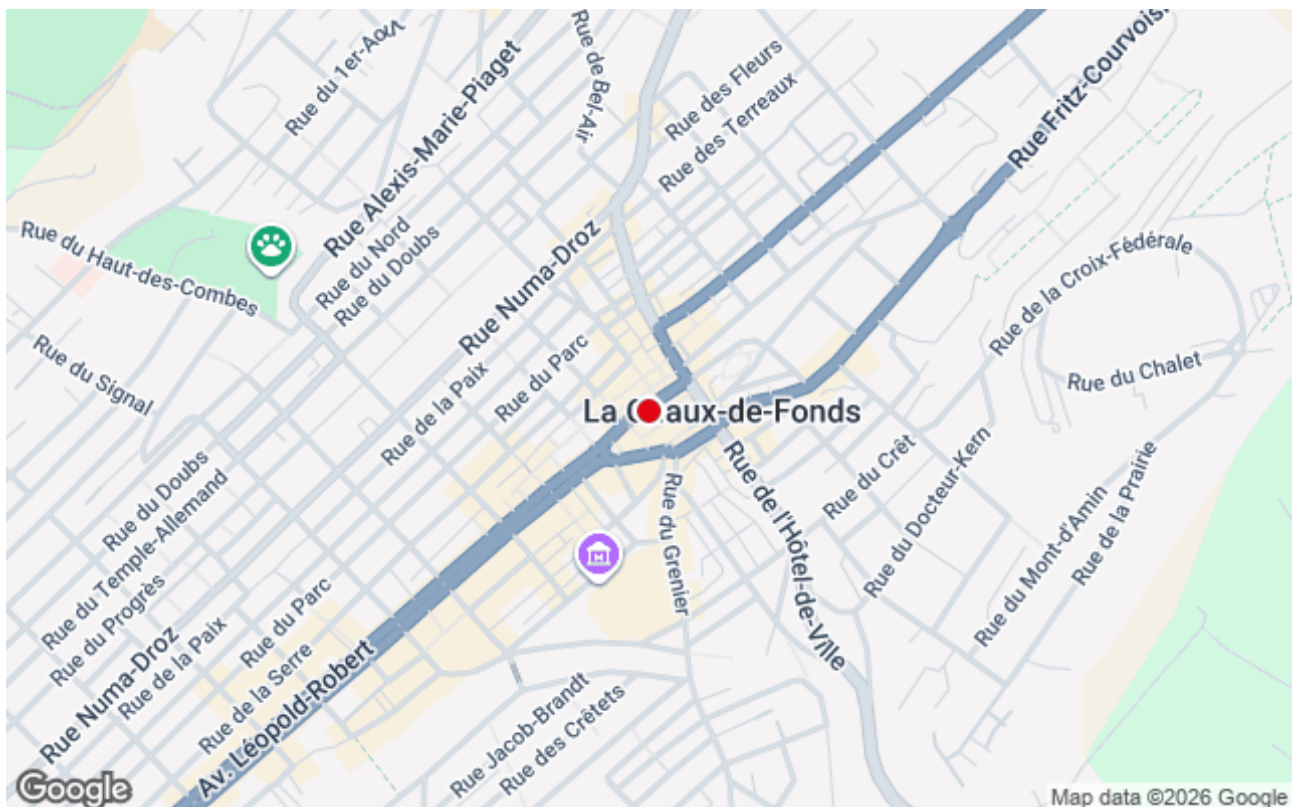 Rue du 1er-Août
Rue Alexis-Marie-Piaget
Rue de Bel-Air
Rue des Fleurs
Rue des Terreaux
Rue Fritz-Courvoisi
Rue du Haut-des-Combes
Rue du Nord
Rue du Doubs
Rue Numa-Droz
Rue de la Croix-Fédérale
Rue du Signal
Rue de la Paix
Rue du Parc
Rue du Chalet
La Chaux-de-Fonds
Rue du Doubs
Rue du Temple-Allemand
Rue du Progrès
Rue Numa-Droz
Rue de la Paix
Rue du Parc
Rue de la Serre
Av. Léopold-Robert
Rue du Grenier
Rue de l'Hôtel-de-Ville
Rue du Crêt
Rue du Docteur-Kern
Rue du Mont-d'Amin
Rue de la Prairie
Rue Jacob-Brandt
Rue des Crêtets
Google
Map data ©2026 Google